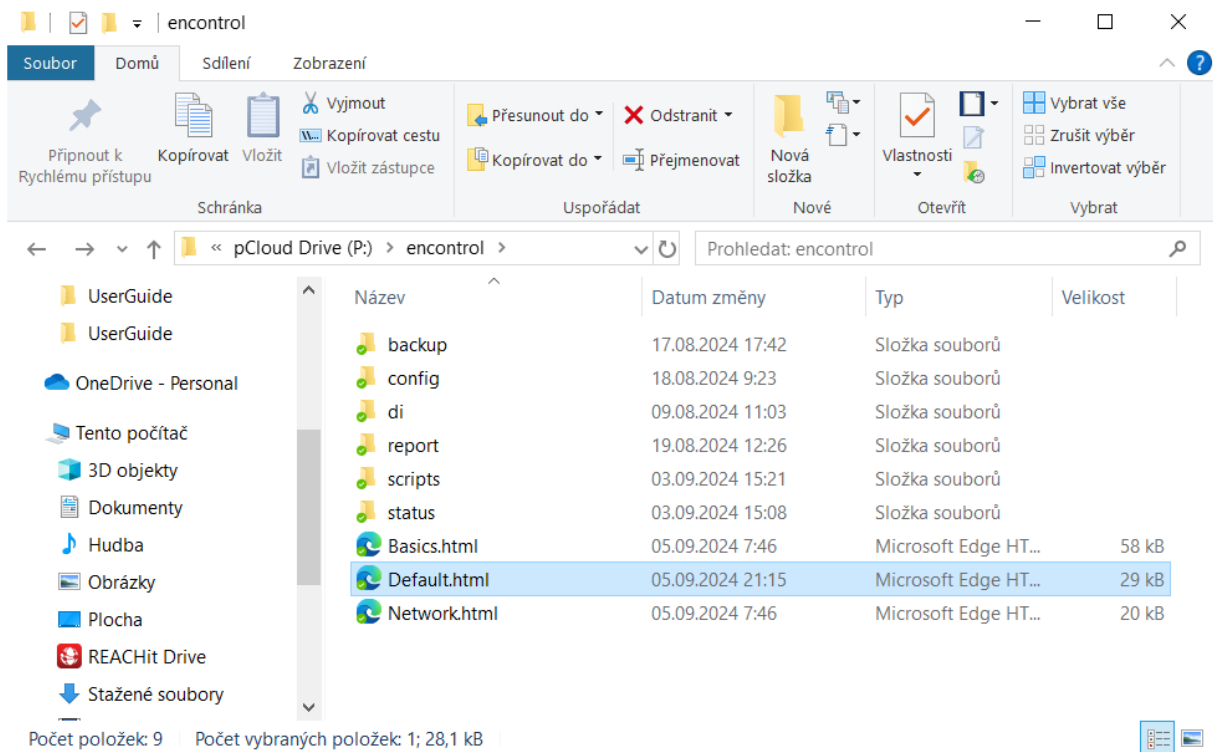 encontrol
Soubor Domů Sdílení Zobrazení
Připnout k Rychlému přístupu
Kopírovat
Vložit
Vyjmout
Kopírovat cestu
Vložit zástupce
Schránka
Přesunout do
Kopírovat do
Odstranit
Přejmenovat
Uspořádat
Nová složka
Nové
Vlastnosti
Otevřít
Vybrat vše
Zrušit výběr
Invertovat výběr
Vybrat
« pCloud Drive (P:) > encontrol >
Prohledat: encontrol
UserGuide
UserGuide
OneDrive - Personal
Tento počítač
3D objekty
Dokumenty
Hudba
Obrázky
Plocha
REACHit Drive
Stažené soubory
Název Datum změny Typ Velikost
backup 17.08.2024 17:42 Složka souborů
config 18.08.2024 9:23 Složka souborů
di 09.08.2024 11:03 Složka souborů
report 19.08.2024 12:26 Složka souborů
scripts 03.09.2024 15:21 Složka souborů
status 03.09.2024 15:08 Složka souborů
Basics.html 05.09.2024 7:46 Microsoft Edge HT... 58 kB
Default.html 05.09.2024 21:15 Microsoft Edge HT... 29 kB
Network.html 05.09.2024 7:46 Microsoft Edge HT... 20 kB
Počet položek: 9 Počet vybraných položek: 1; 28,1 kB